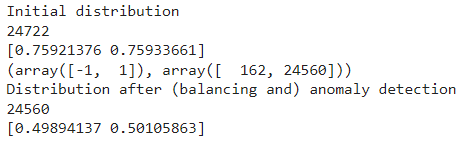 Initial distribution
24722
[0.75921376 0.75933661]
(array([-1,  1]), array([  162, 24560]))
Distribution after (balancing and) anomaly detection
24560
[0.49894137 0.50105863]